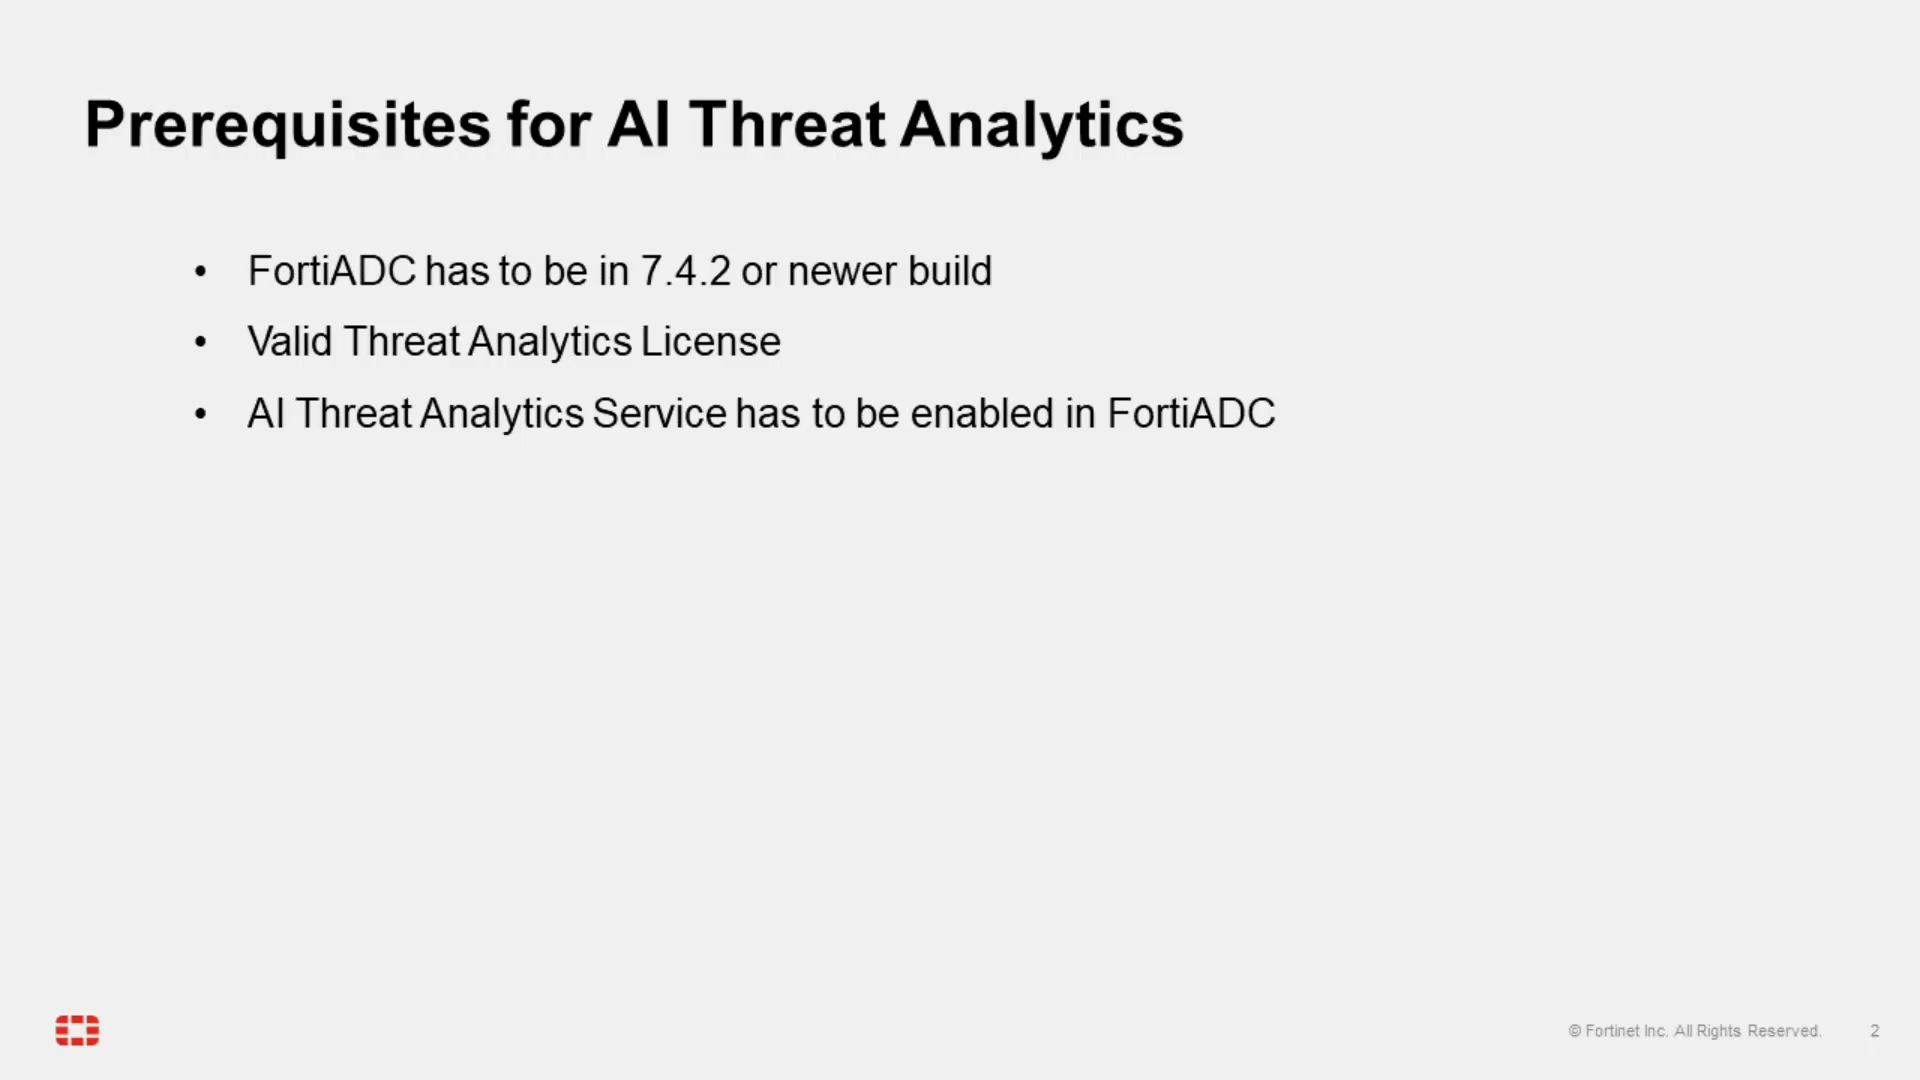 Prerequisites for AI Threat Analytics
• FortiADC has to be in 7.4.2 or newer build
• Valid Threat Analytics License
• AI Threat Analytics Service has to be enabled in FortiADC
© Fortinet Inc. All Rights Reserved. 2